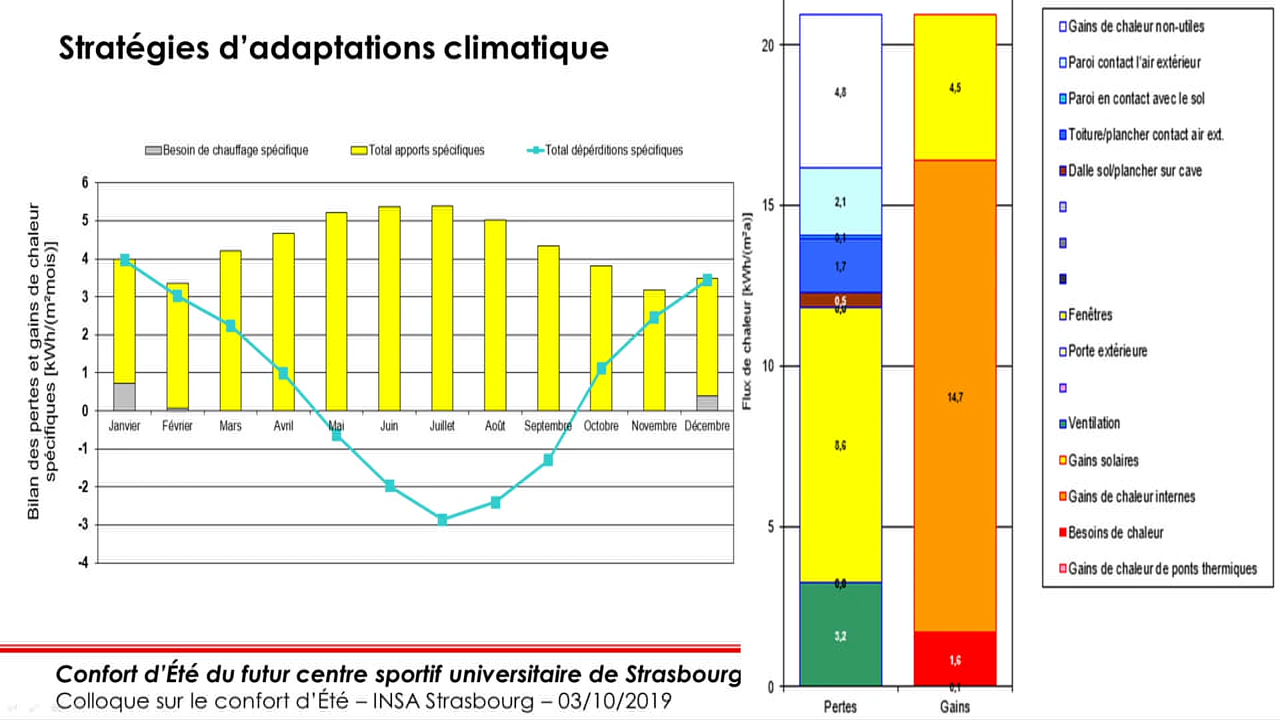 Stratégies d’adaptations climatique
Besoin de chauffage spécifique
Total apports spécifiques
Total dépérditions spécifiques
Bilan des pertes et gains de chaleur
spécifiques [kWh/(m²mois)]
6
5
4
3
2
1
0
-1
-2
-3
-4
Janvier
Février
Mars
Avril
Mai
Juin
Juillet
Août
Septembre
Octobre
Novembre
Décembre
Flux de chaleur [kWh/(m²a)]
20
15
10
5
0
4,8
2,1
0,1
1,7
0,5
0,0
8,6
0,0
3,2
4,5
14,7
1,6
0,1
Pertes
Gains
Gains de chaleur non-utiles
Paroi contact l'air extérieur
Paroi en contact avec le sol
Toiture/plancher contact air ext.
Dalle sol/plancher sur cave
Fenêtres
Porte extérieure
Ventilation
Gains solaires
Gains de chaleur internes
Besoins de chaleur
Gains de chaleur de ponts thermiques
Confort d’Été du futur centre sportif universitaire de Strasbourg
Colloque sur le confort d’Été – INSA Strasbourg – 03/10/2019